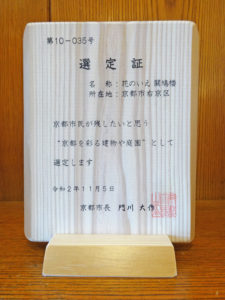 第10-035号
選定証
名　称：花のいえ 關鳩楼
所在地：京都市右京区
京都市民が残したいと思う
“京都を彩る建物や庭園”として
選定します
令和2年11月5日
京都市長　門川 大作